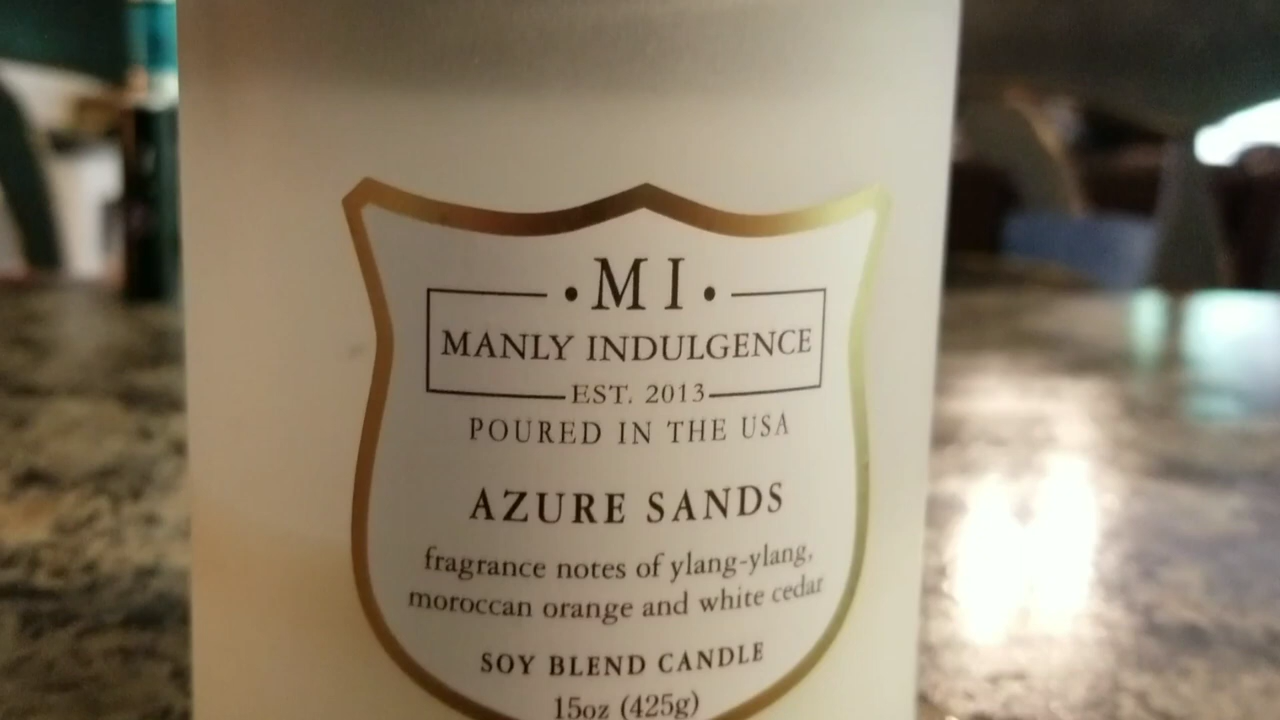 •MI•
MANLY INDULGENCE
EST. 2013
POURED IN THE USA
AZURE SANDS
fragrance notes of ylang-ylang,
moroccan orange and white cedar
SOY BLEND CANDLE
15oz (425g)